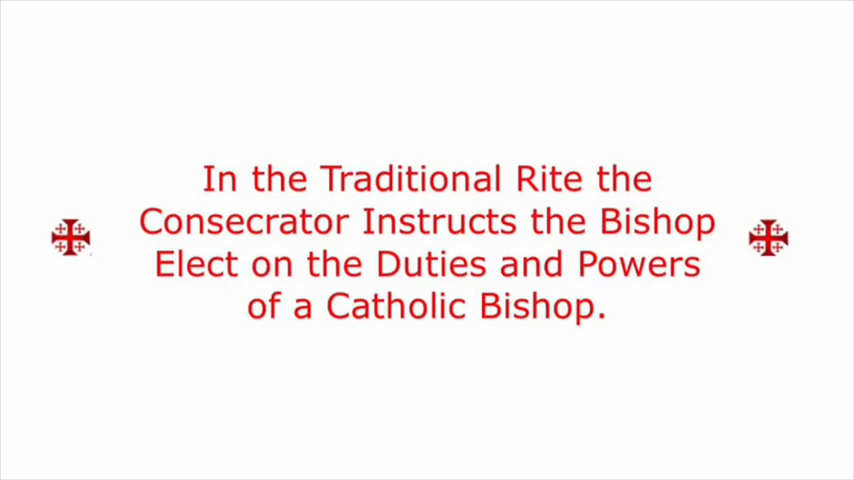 In the Traditional Rite the
Consecrator Instructs the Bishop
Elect on the Duties and Powers
of a Catholic Bishop.